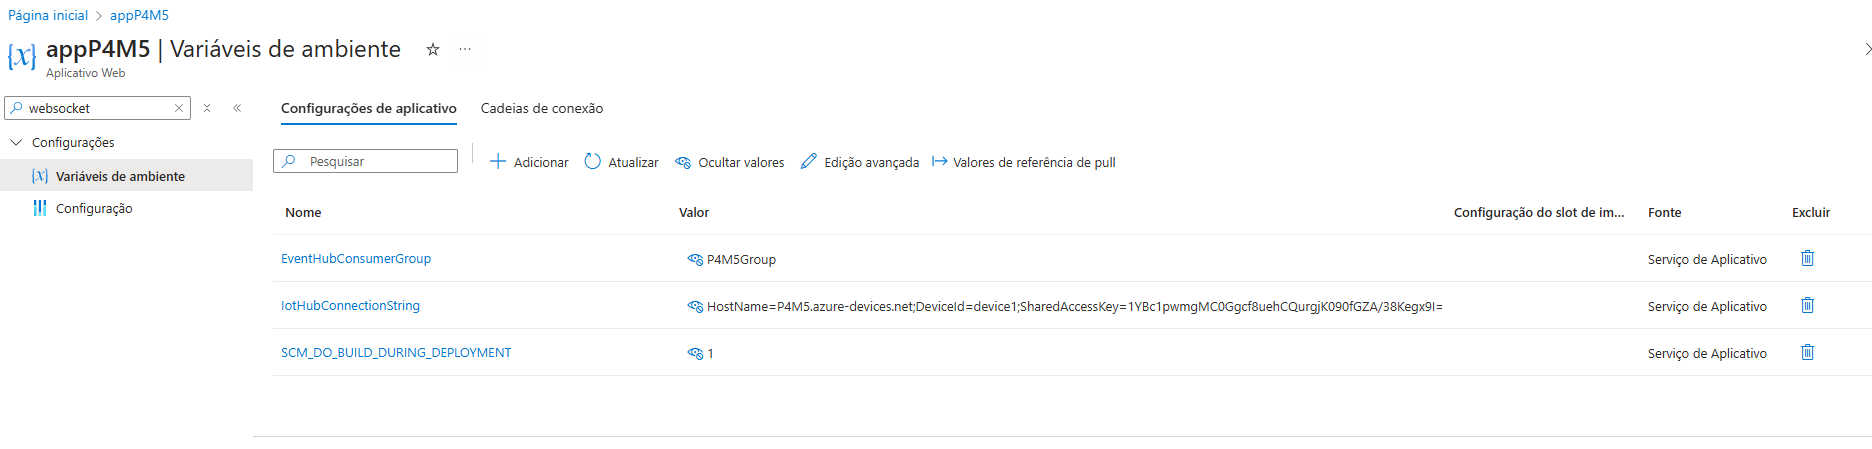 Página inicial > appP4M5
appP4M5 | Variáveis de ambiente
Aplicativo Web
websocket
Configurações
Variáveis de ambiente
Configuração
Configurações de aplicativo Cadeias de conexão
Pesquisar Adicionar Atualizar Ocultar valores Edição avançada Valores de referência de pull
Nome Valor Configuração do slot de im... Fonte Excluir
EventHubConsumerGroup P4M5Group Serviço de Aplicativo
IotHubConnectionString HostName=P4M5.azure-devices.net;DeviceId=device1;SharedAccessKey=1YBc1pwmgMC0Ggcf8uehCQurgjK090fGZA/38Kegx9I= Serviço de Aplicativo
SCM_DO_BUILD_DURING_DEPLOYMENT 1 Serviço de Aplicativo